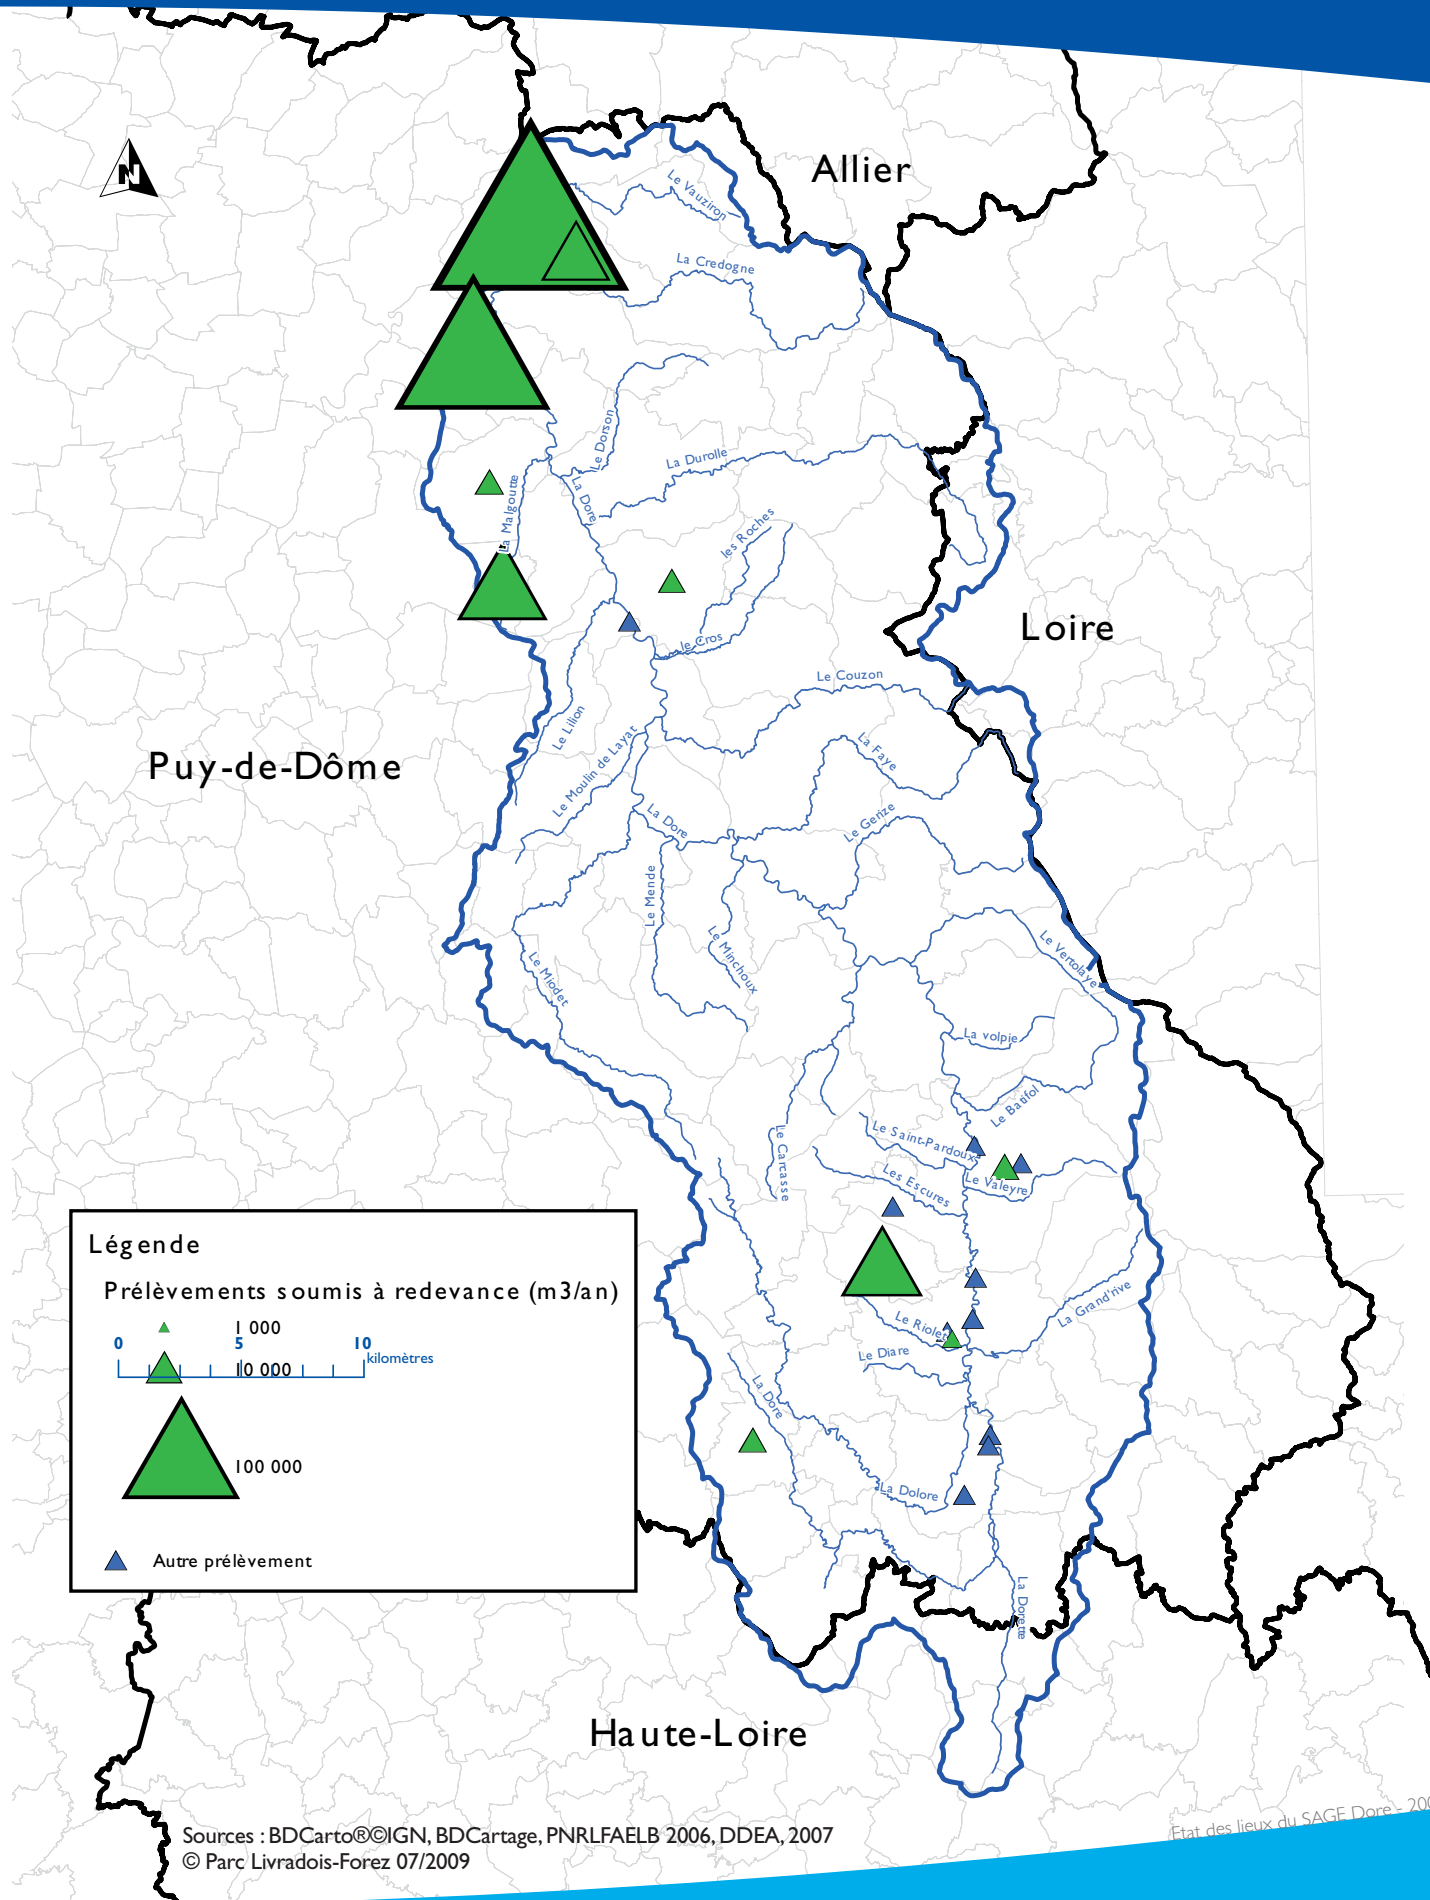 Allier
N
Le Vauziron
La Credogne
Le Dorson
La Durolle
La Dore
La Malgoutte
les Roches
Loire
le Cros
Le Couzon
Le Lilion
Le Moulin de Layat
La Faye
Puy-de-Dôme
La Dore
Le Gerize
Le Mende
Le Minchoux
Le Vertolaye
Le Miodet
La volpie
Le Batifol
Le Saint-Pardoux
Le Cartasse
Les Escures
Le Valeyre
Légende
Prélèvements soumis à redevance (m3/an)
1 000
0 5 10
kilomètres
10 000
100 000
Autre prélèvement
La Grand'rive
Le Riolet
Le Diare
La Dore
La Dolore
La Dorette
Haute-Loire
Sources : BDCarto®©IGN, BDCartage, PNRLFAELB 2006, DDEA, 2007
© Parc Livradois-Forez 07/2009
Etat des lieux du SAGE Dore - 200